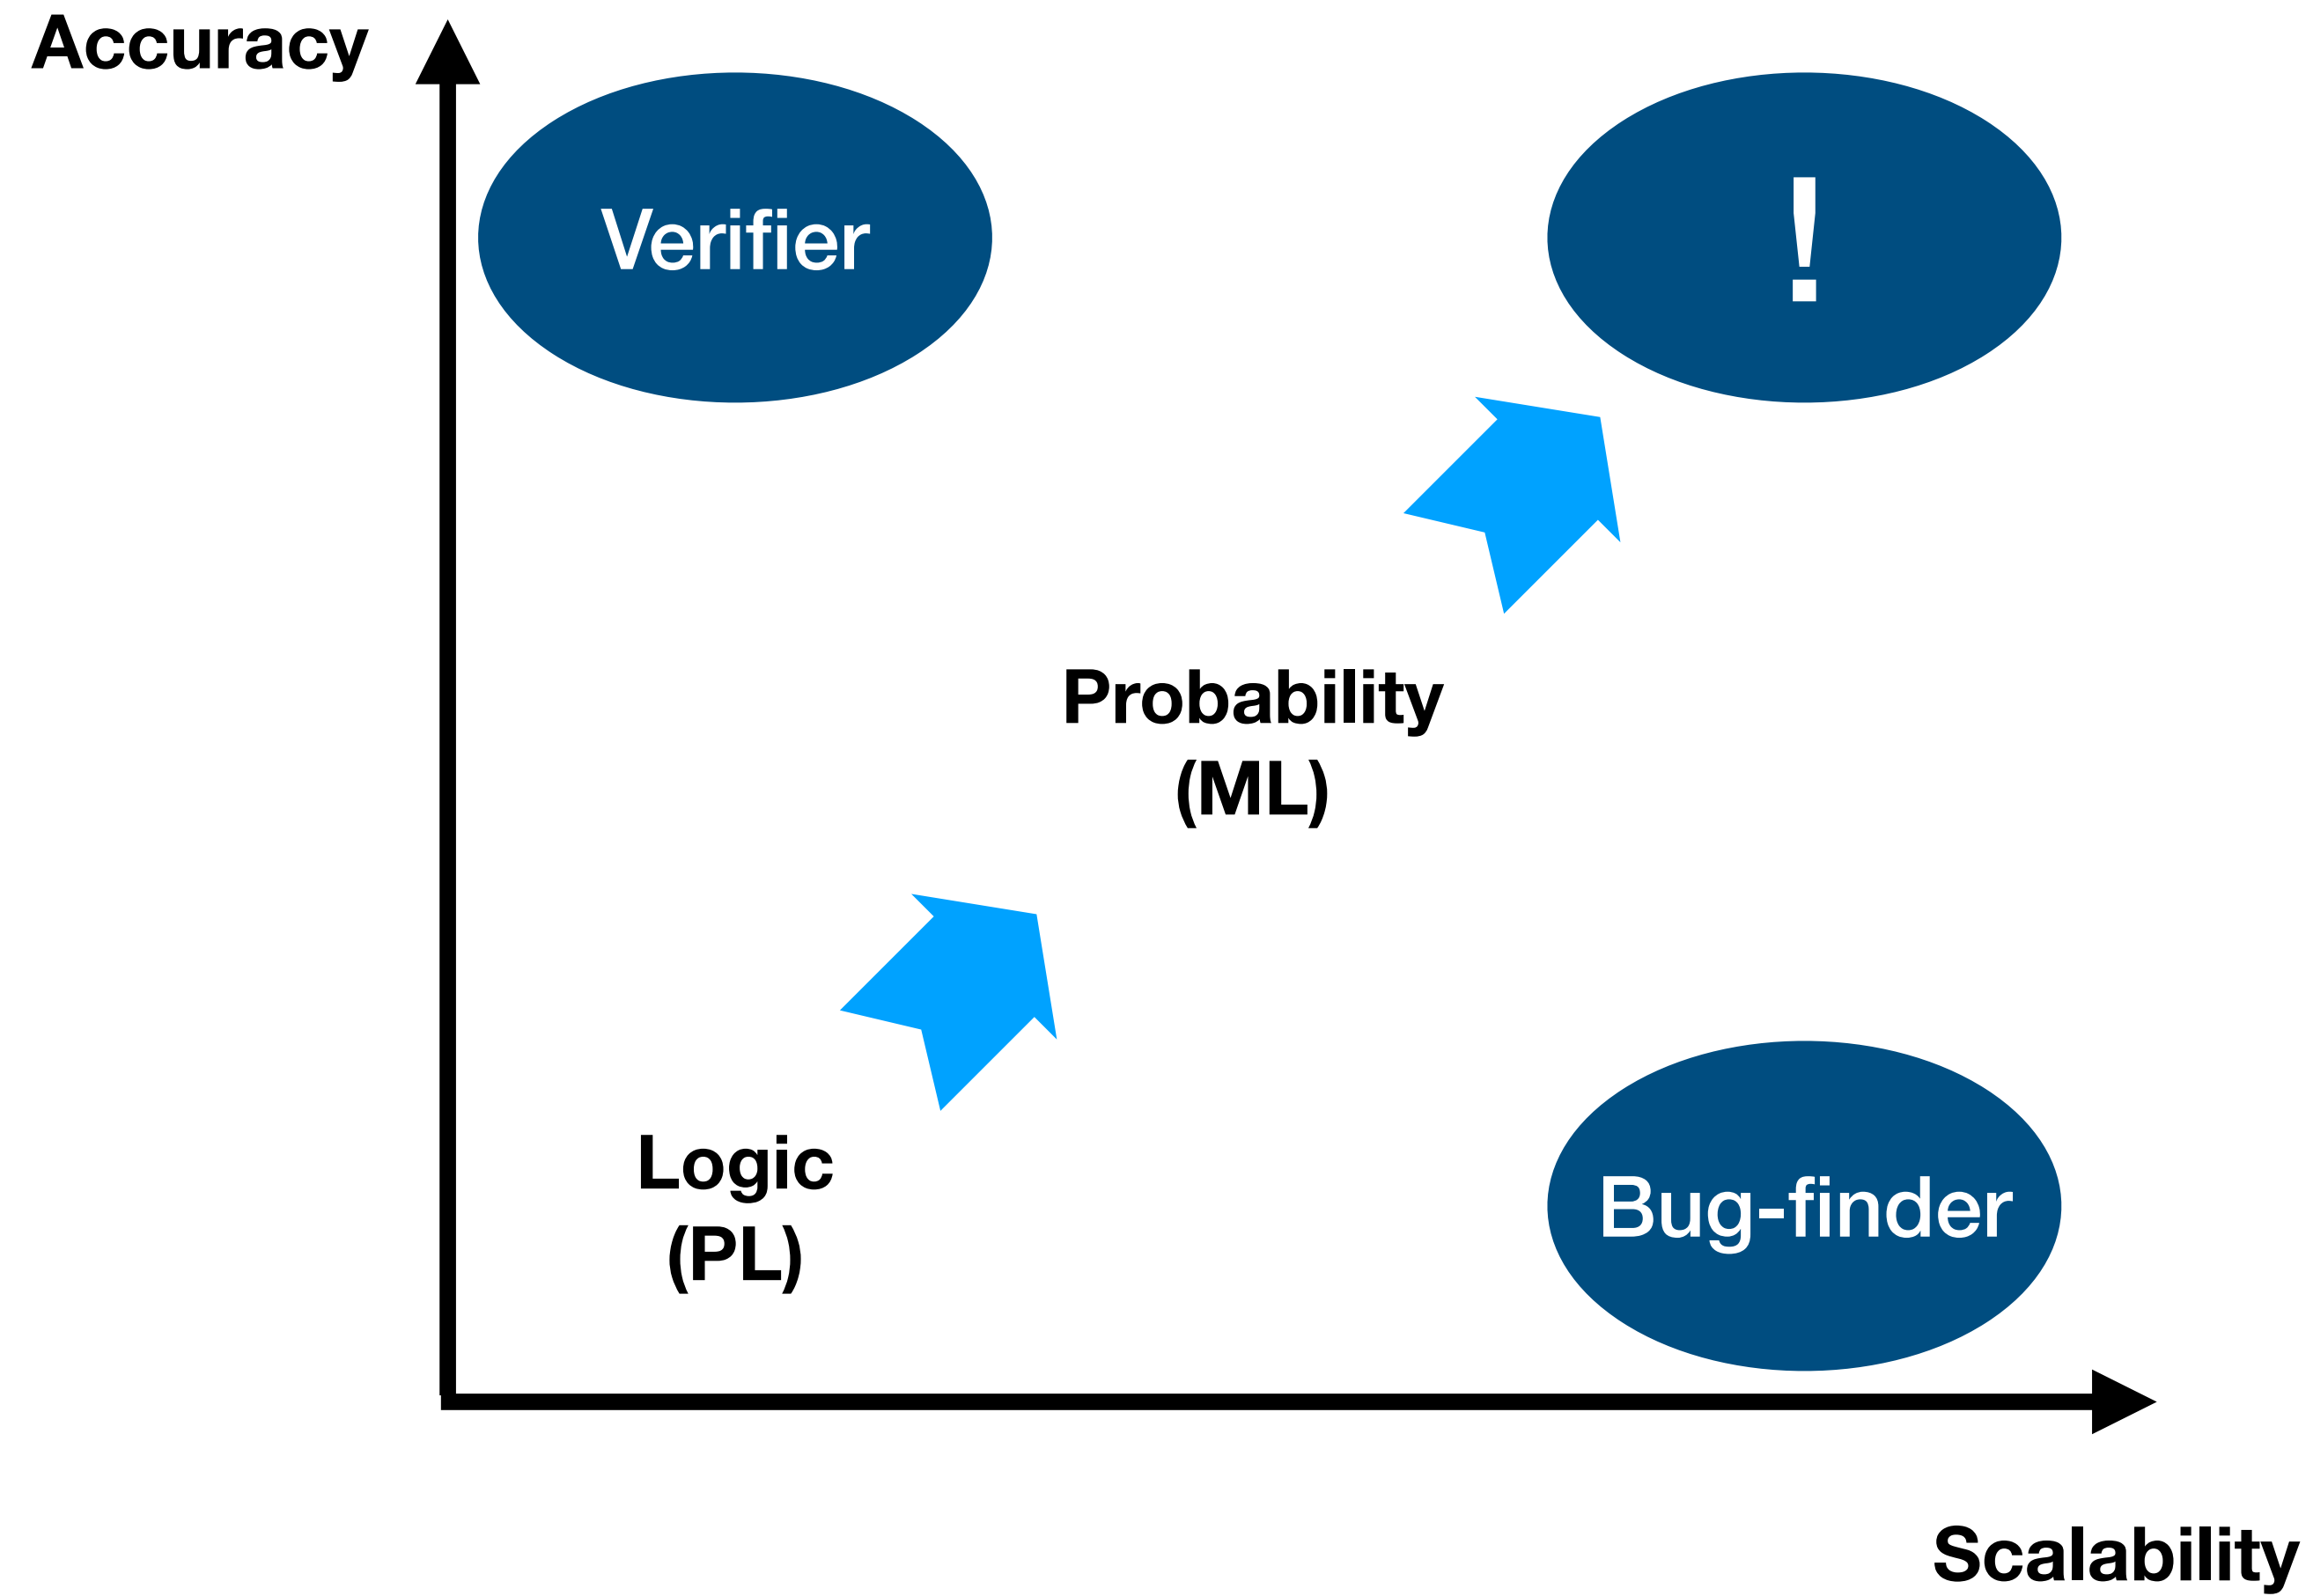 Accuracy
Verifier
!
Probability
(ML)
Logic
(PL)
Bug-finder
Scalability